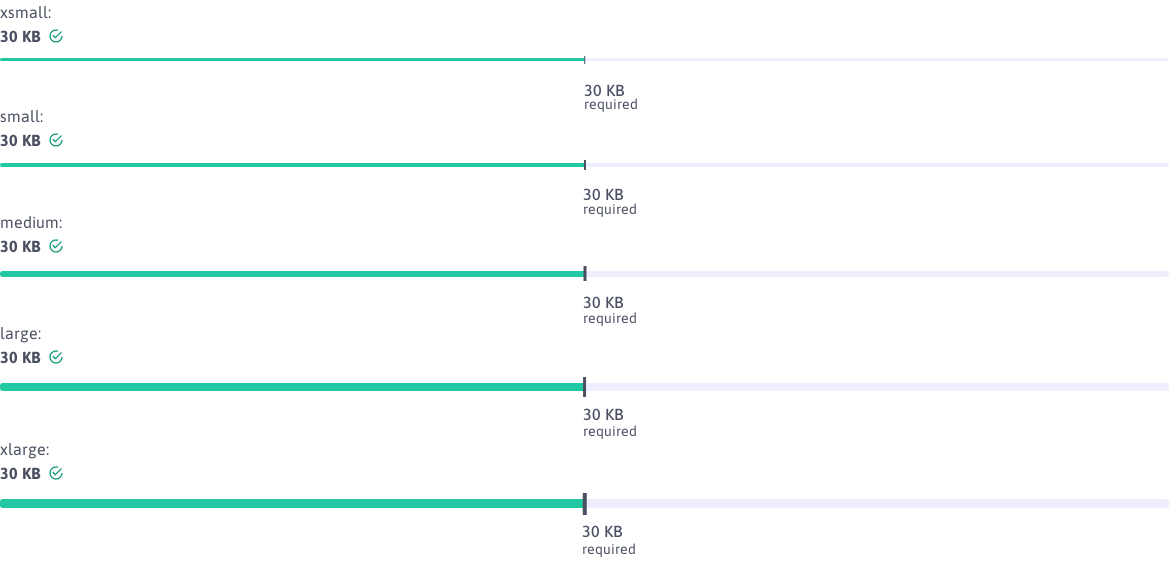 xsmall:
30 KB
30 KB
required
small:
30 KB
30 KB
required
medium:
30 KB
30 KB
required
large:
30 KB
30 KB
required
xlarge:
30 KB
30 KB
required